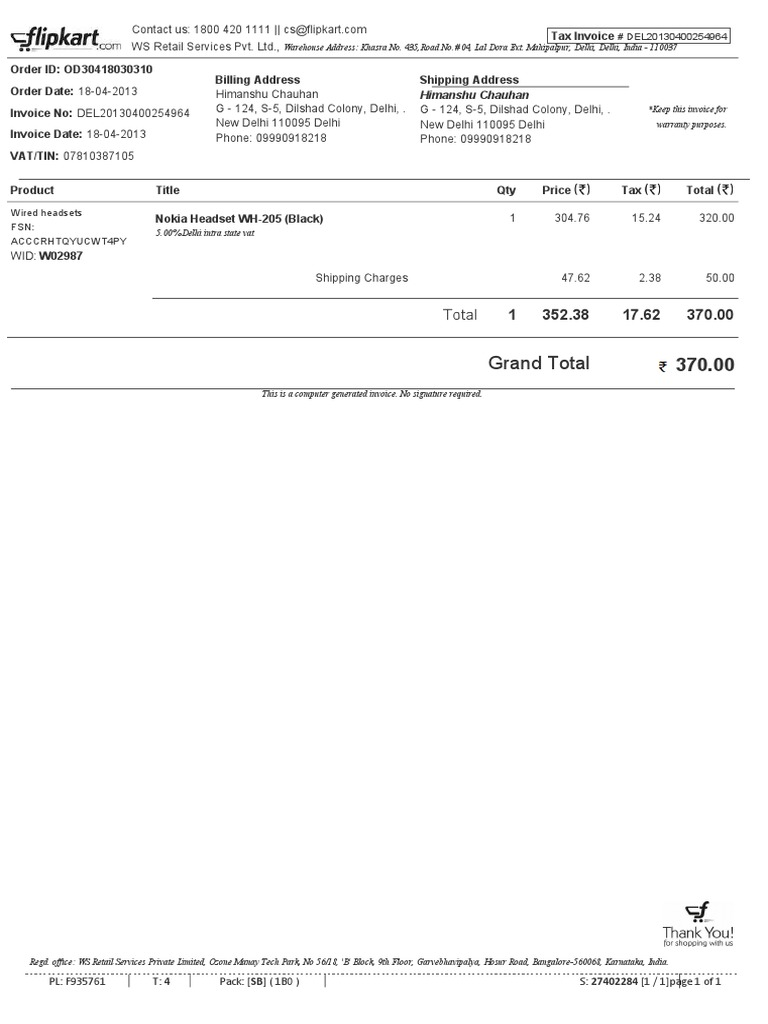 flipkart.com
Contact us: 1800 420 1111 || cs@flipkart.com
Tax Invoice # DEL20130400254964
WS Retail Services Pvt. Ltd., Warehouse Address: Khasra No. 435, Road No. # 04, Lal Dora Ext. Mahipalpur, Delhi, Delhi, India - 110037
Order ID: OD30418030310
Order Date: 18-04-2013
Invoice No: DEL20130400254964
Invoice Date: 18-04-2013
VAT/TIN: 07810387105
Billing Address
Himanshu Chauhan
G - 124, S-5, Dilshad Colony, Delhi, .
New Delhi 110095 Delhi
Phone: 09990918218
Shipping Address
Himanshu Chauhan
G - 124, S-5, Dilshad Colony, Delhi, .
New Delhi 110095 Delhi
Phone: 09990918218
*Keep this invoice for
warranty purposes.
Product Title Qty Price (₹) Tax (₹) Total (₹)
Wired headsets
FSN:
ACCCRHTQYUCWT4PY
WID: W02987
Nokia Headset WH-205 (Black) 1 304.76 15.24 320.00
5.00% Delhi intra state vat
Shipping Charges 47.62 2.38 50.00
Total 1 352.38 17.62 370.00
Grand Total ₹ 370.00
This is a computer generated invoice. No signature required.
Thank You!
for shopping with us
Regd. office: WS Retail Services Private Limited, Ozone Manay Tech Park, No 56/18, 'B' Block, 9th Floor, Garvebhavipalya, Hosur Road, Bangalore-560068, Karnataka, India.
PL: F935761 T: 4 Pack: [SB] ( 1B0 ) S: 27402284 [1 / 1]page 1 of 1